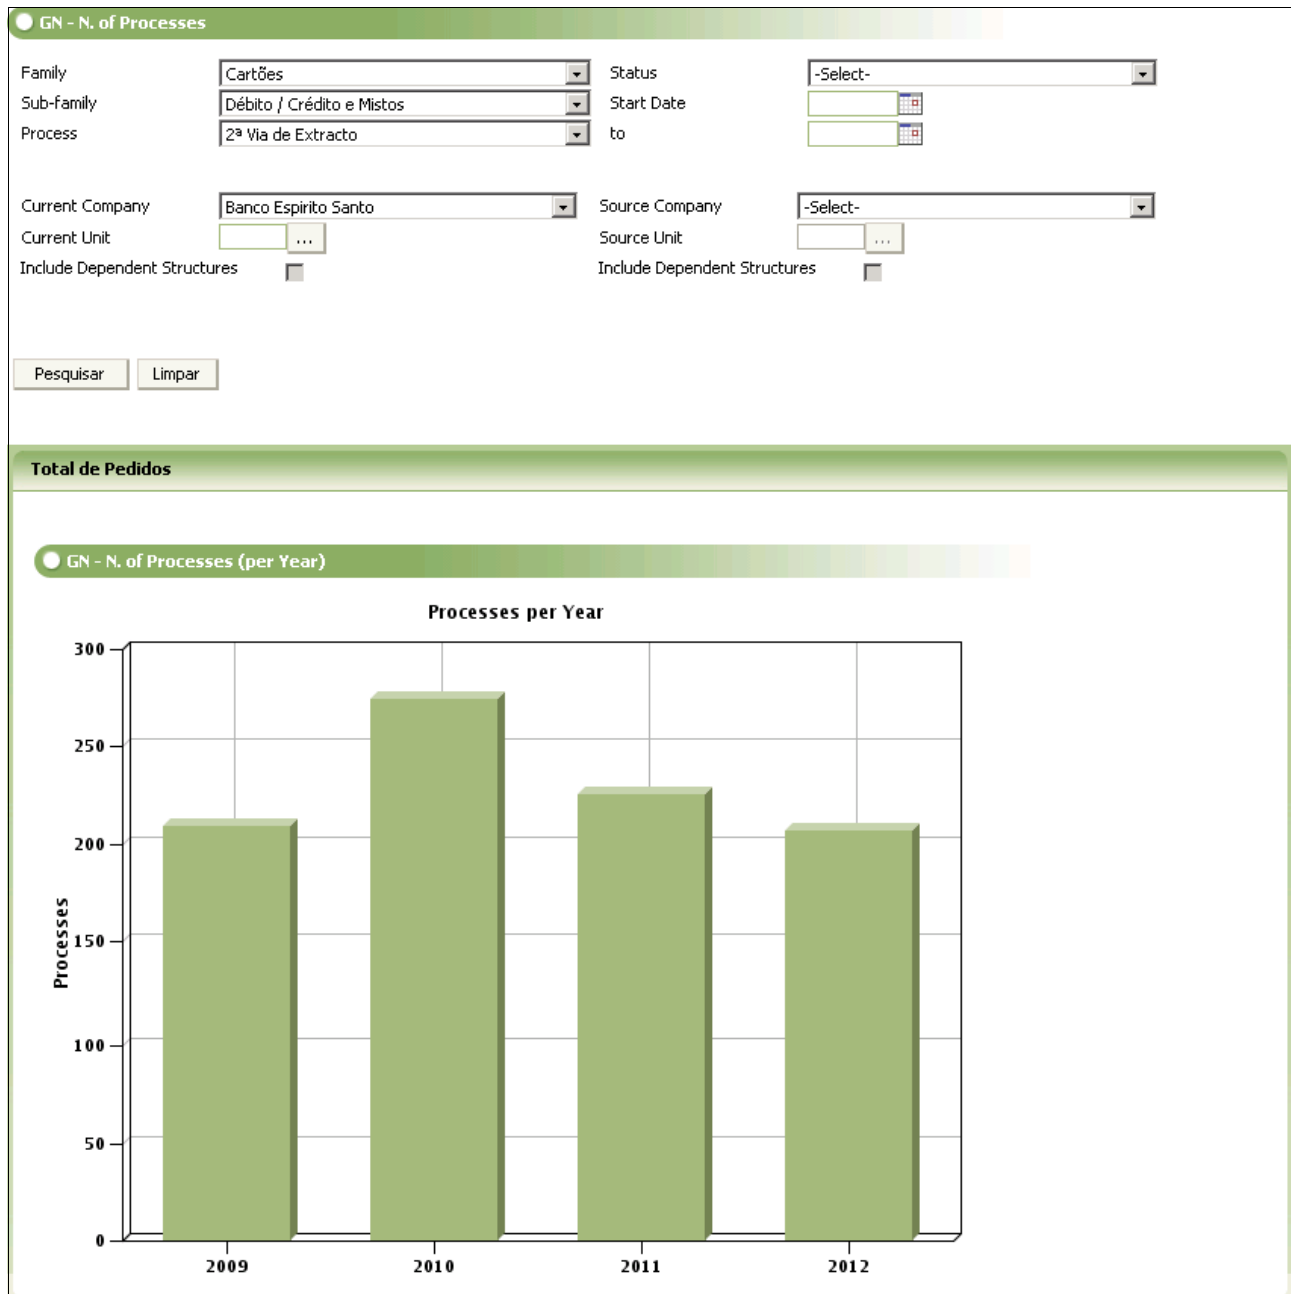 GN - N. of Processes
Family Cartões Status -Select-
Sub-family Débito / Crédito e Mistos Start Date
Process 2ª Via de Extracto to
Current Company Banco Espirito Santo Source Company -Select-
Current Unit ... Source Unit ...
Include Dependent Structures Include Dependent Structures
Pesquisar Limpar
Total de Pedidos
GN - N. of Processes (per Year)
Processes per Year
300
250
200
150
100
50
0
Processes
2009 2010 2011 2012